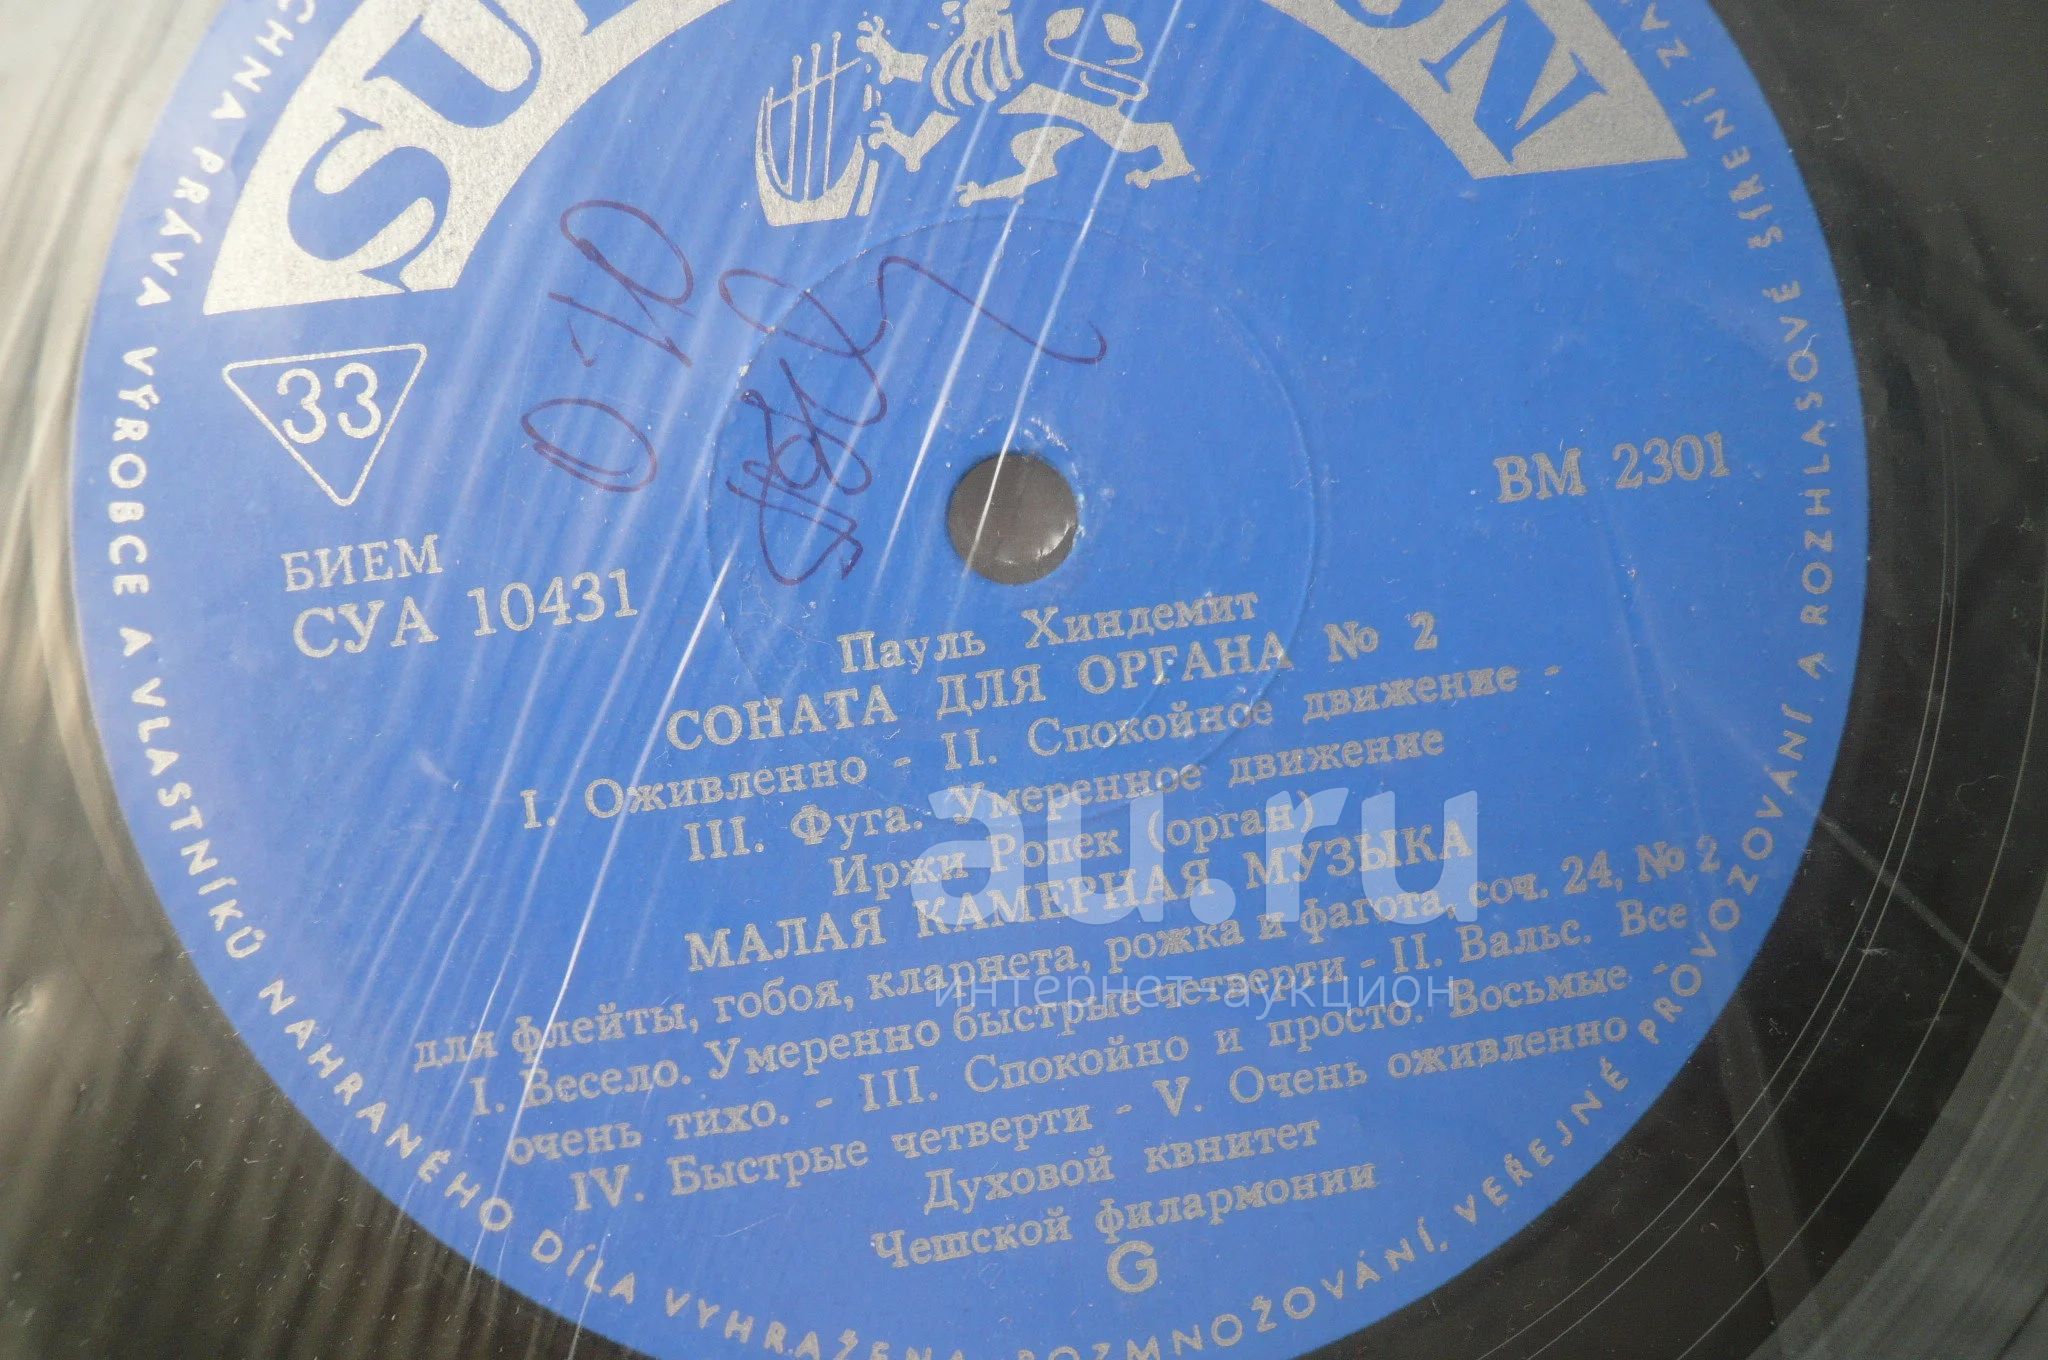 33
БИЕМ
СУА 10431
ВМ 2301
Пауль Хиндемит
СОНАТА ДЛЯ ОРГАНА № 2
I. Оживленно - II. Спокойное движение -
III. Фуга. Умеренное движение
Иржи Ропек (орган)
МАЛАЯ КАМЕРНАЯ МУЗЫКА
для флейты, гобоя, кларнета, рожка и фагота, соч. 24, № 2
I. Весело. Умеренно быстрые четверти - II. Вальс. Все
очень тихо. - III. Спокойно и просто. Восьмые -
IV. Быстрые четверти - V. Очень оживленно
Духовой квнитет
Чешской филармонии
G
PRÁVA VÝROBCE A VLASTNÍKŮ NAHRANÉHO DÍLA VYHRAŽENA. ROZMNOŽOVÁNÍ, VEŘEJNÉ PROVOZOVÁNÍ A ROZHLASOVÉ ŠÍŘENÍ
au.ru
интернет-аукцион